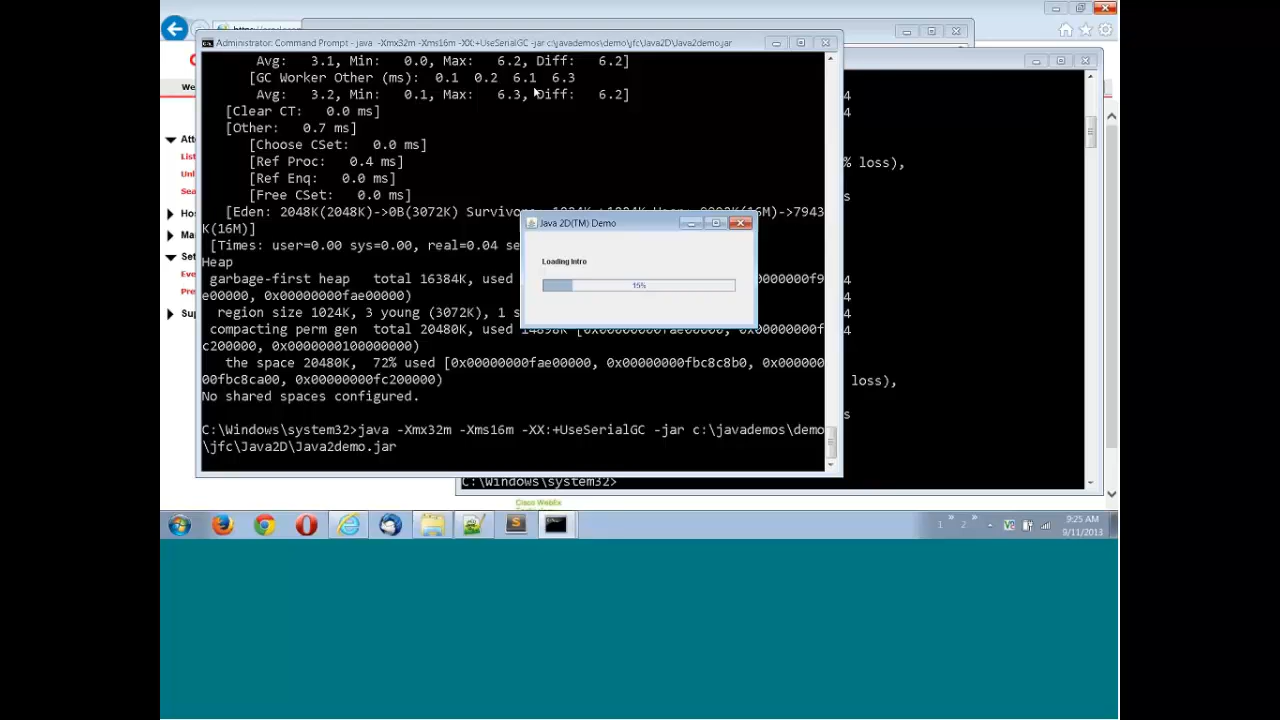 Administrator: Command Prompt - java -Xmx32m -Xms16m -XX:+UseSerialGC -jar c:\javademos\demo\jfc\Java2D\Java2demo.jar
Avg: 3.1, Min: 0.0, Max: 6.2, Diff: 6.2]
[GC Worker Other (ms): 0.1 0.2 6.1 6.3
Avg: 3.2, Min: 0.1, Max: 6.3, Diff: 6.2]
[Clear CT: 0.0 ms]
[Other: 0.7 ms]
[Choose CSet: 0.0 ms]
[Ref Proc: 0.4 ms]
[Ref Enq: 0.0 ms]
[Free CSet: 0.0 ms]
[Eden: 2048K(2048K)->0B(3072K) (16M)->7943
K(16M)]
[Times: user=0.00 sys=0.00, real=0.04
Heap
garbage-first heap total 16384K, used
e00000, 0x00000000fae00000)
region size 1024K, 3 young (3072K), 1
compacting perm gen total 20480K, used 14898K [0x00000000fae00000, 0x00000000f
c200000, 0x0000000100000000)
the space 20480K, 72% used [0x00000000fae00000, 0x00000000fbc8c8b0, 0x000000
00fbc8ca00, 0x00000000fc200000)
No shared spaces configured.
C:\Windows\system32>java -Xmx32m -Xms16m -XX:+UseSerialGC -jar c:\javademos\demo
\jfc\Java2D\Java2demo.jar
Java 2D(TM) Demo
Loading Intro
15%
% loss),
loss),
C:\Windows\system32>
Cisco WebEx
9:25 AM
9/11/2013